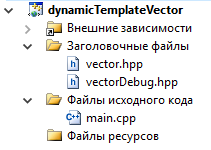 dynamicTemplateVector
Внешние зависимости
Заголовочные файлы
vector.hpp
vectorDebug.hpp
Файлы исходного кода
main.cpp
Файлы ресурсов